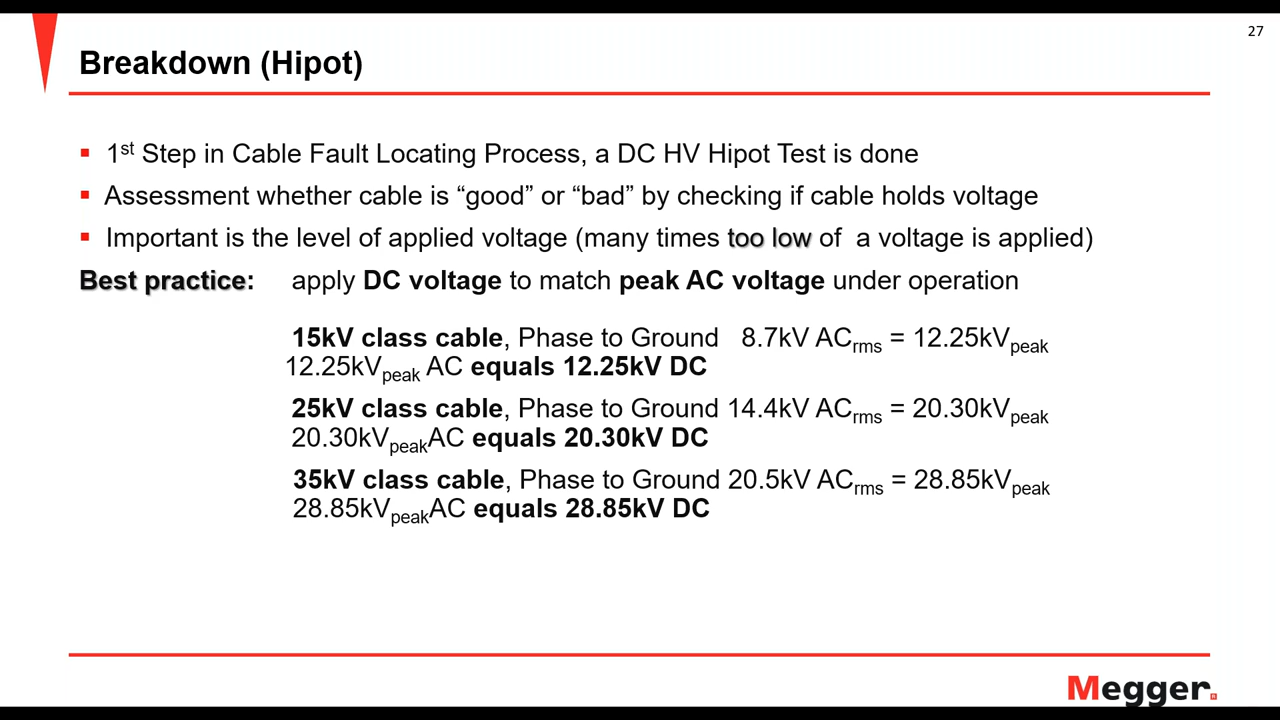 27
Breakdown (Hipot)
▪ 1st Step in Cable Fault Locating Process, a DC HV Hipot Test is done
▪ Assessment whether cable is “good” or “bad” by checking if cable holds voltage
▪ Important is the level of applied voltage (many times too low of a voltage is applied)
Best practice: apply DC voltage to match peak AC voltage under operation
15kV class cable, Phase to Ground 8.7kV ACrms = 12.25kVpeak
12.25kVpeak AC equals 12.25kV DC
25kV class cable, Phase to Ground 14.4kV ACrms = 20.30kVpeak
20.30kVpeakAC equals 20.30kV DC
35kV class cable, Phase to Ground 20.5kV ACrms = 28.85kVpeak
28.85kVpeakAC equals 28.85kV DC
Megger